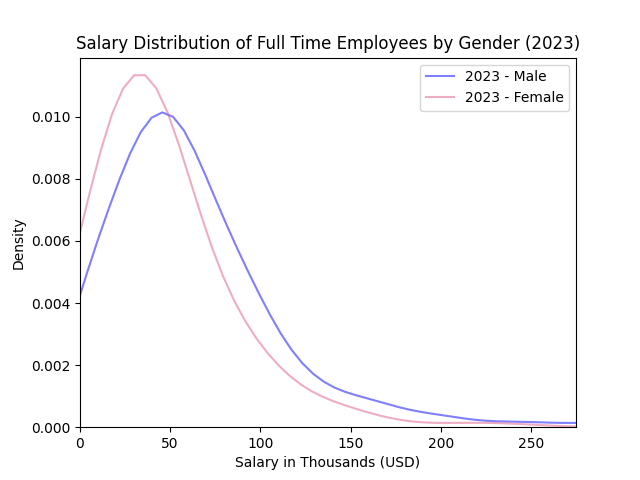 Salary Distribution of Full Time Employees by Gender (2023)
2023 - Male
2023 - Female
0.010
0.008
0.006
0.004
0.002
0.000
Density
0 50 100 150 200 250
Salary in Thousands (USD)